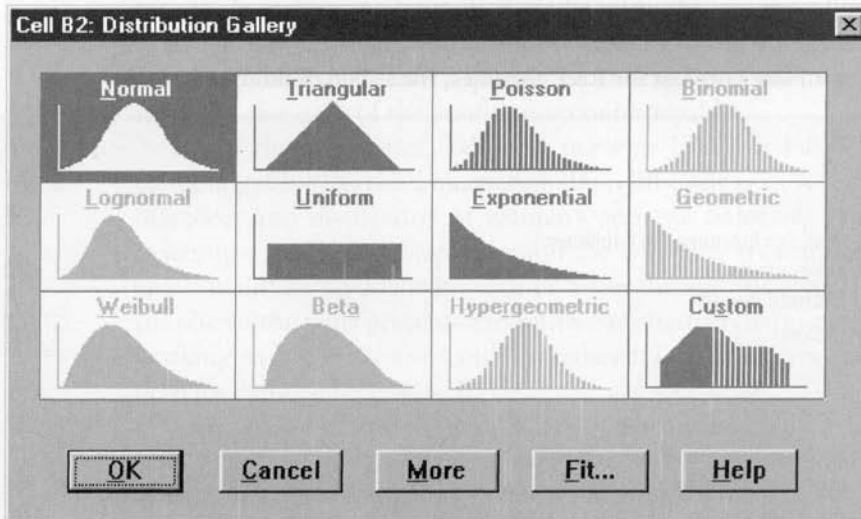 Cell B2: Distribution Gallery
Normal
Triangular
Poisson
Binomial
Lognormal
Uniform
Exponential
Geometric
Weibull
Beta
Hypergeometric
Custom
OK
Cancel
More
Fit...
Help